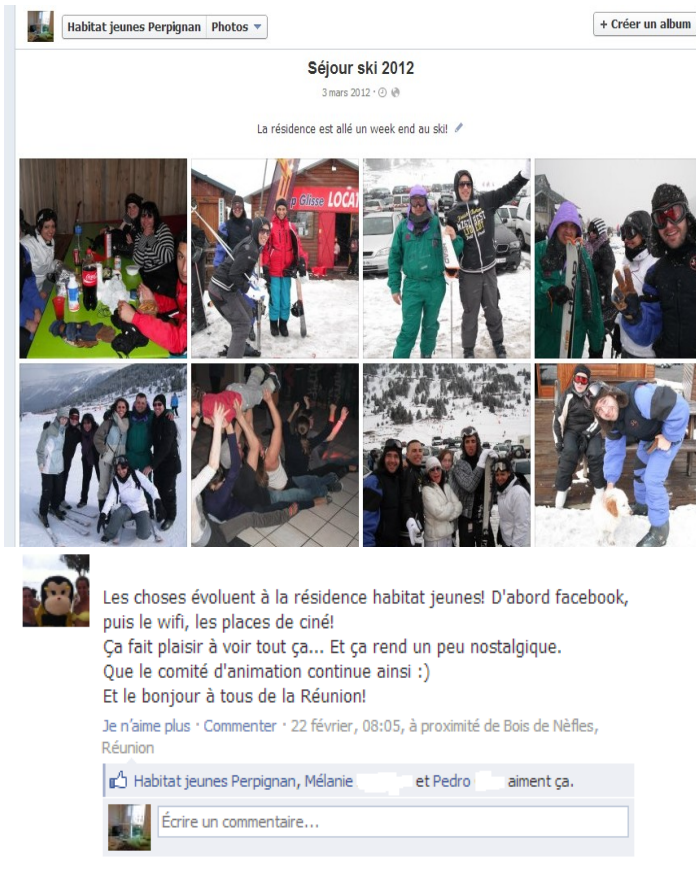 Habitat jeunes Perpignan Photos
+ Créer un album
Séjour ski 2012
3 mars 2012 ·
La résidence est allé un week end au ski!
p Glisse LOCAT
Les choses évoluent à la résidence habitat jeunes! D'abord facebook,
puis le wifi, les places de ciné!
Ça fait plaisir à voir tout ça... Et ça rend un peu nostalgique.
Que le comité d'animation continue ainsi :)
Et le bonjour à tous de la Réunion!
Je n'aime plus · Commenter · 22 février, 08:05, à proximité de Bois de Nèfles,
Réunion
Habitat jeunes Perpignan, Mélanie et Pedro aiment ça.
Écrire un commentaire...